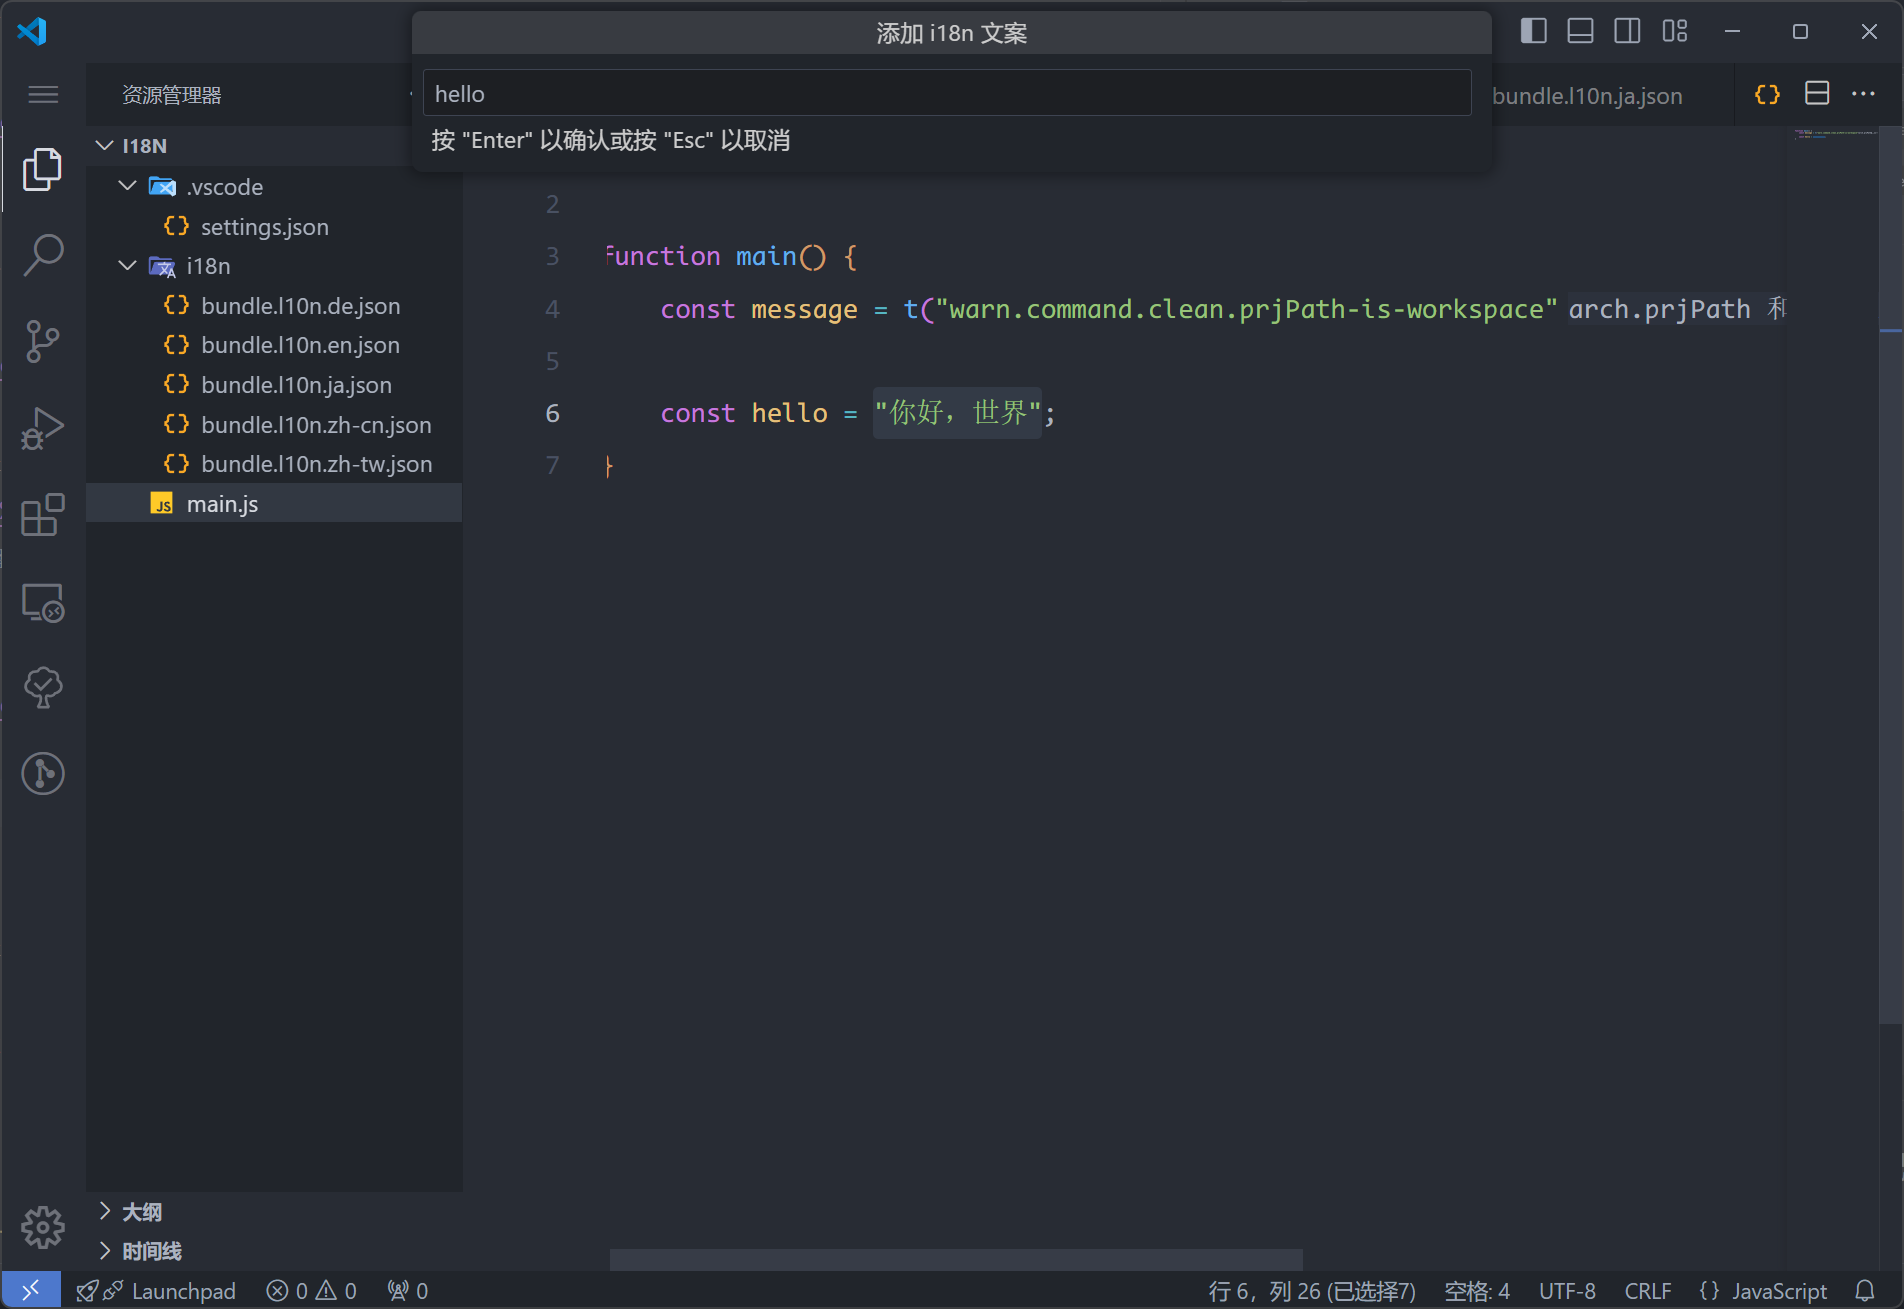 添加 i18n 文案
hello
按 "Enter" 以确认或按 "Esc" 以取消
资源管理器
bundle.l10n.ja.json
I18N
.vscode
settings.json
i18n
bundle.l10n.de.json
bundle.l10n.en.json
bundle.l10n.ja.json
bundle.l10n.zh-cn.json
bundle.l10n.zh-tw.json
JS main.js
2
3 function main() {
4 const message = t("warn.command.clean.prjPath-is-workspace" arch.prjPath 和
5
6 const hello = "你好，世界";
7 }
大纲
时间线
Launchpad 0 0 0 行 6，列 26 (已选择7) 空格: 4 UTF-8 CRLF {} JavaScript